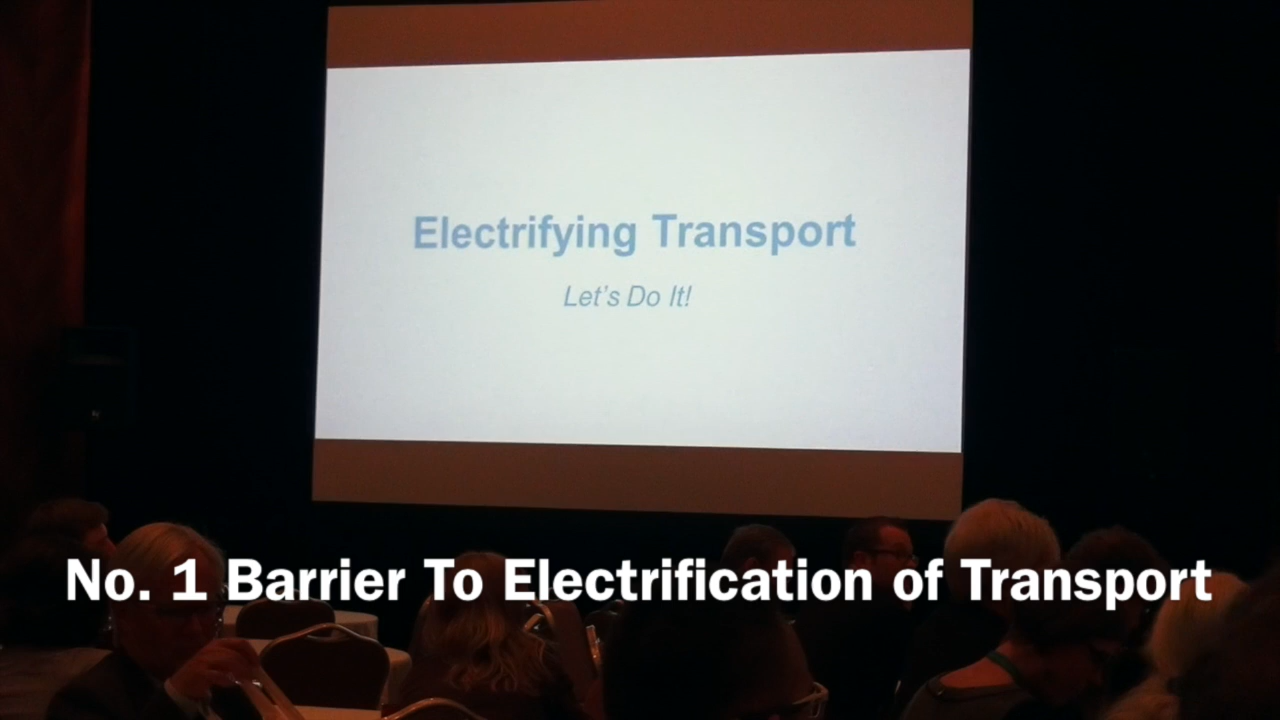 Electrifying Transport
Let's Do It!
No. 1 Barrier To Electrification of Transport